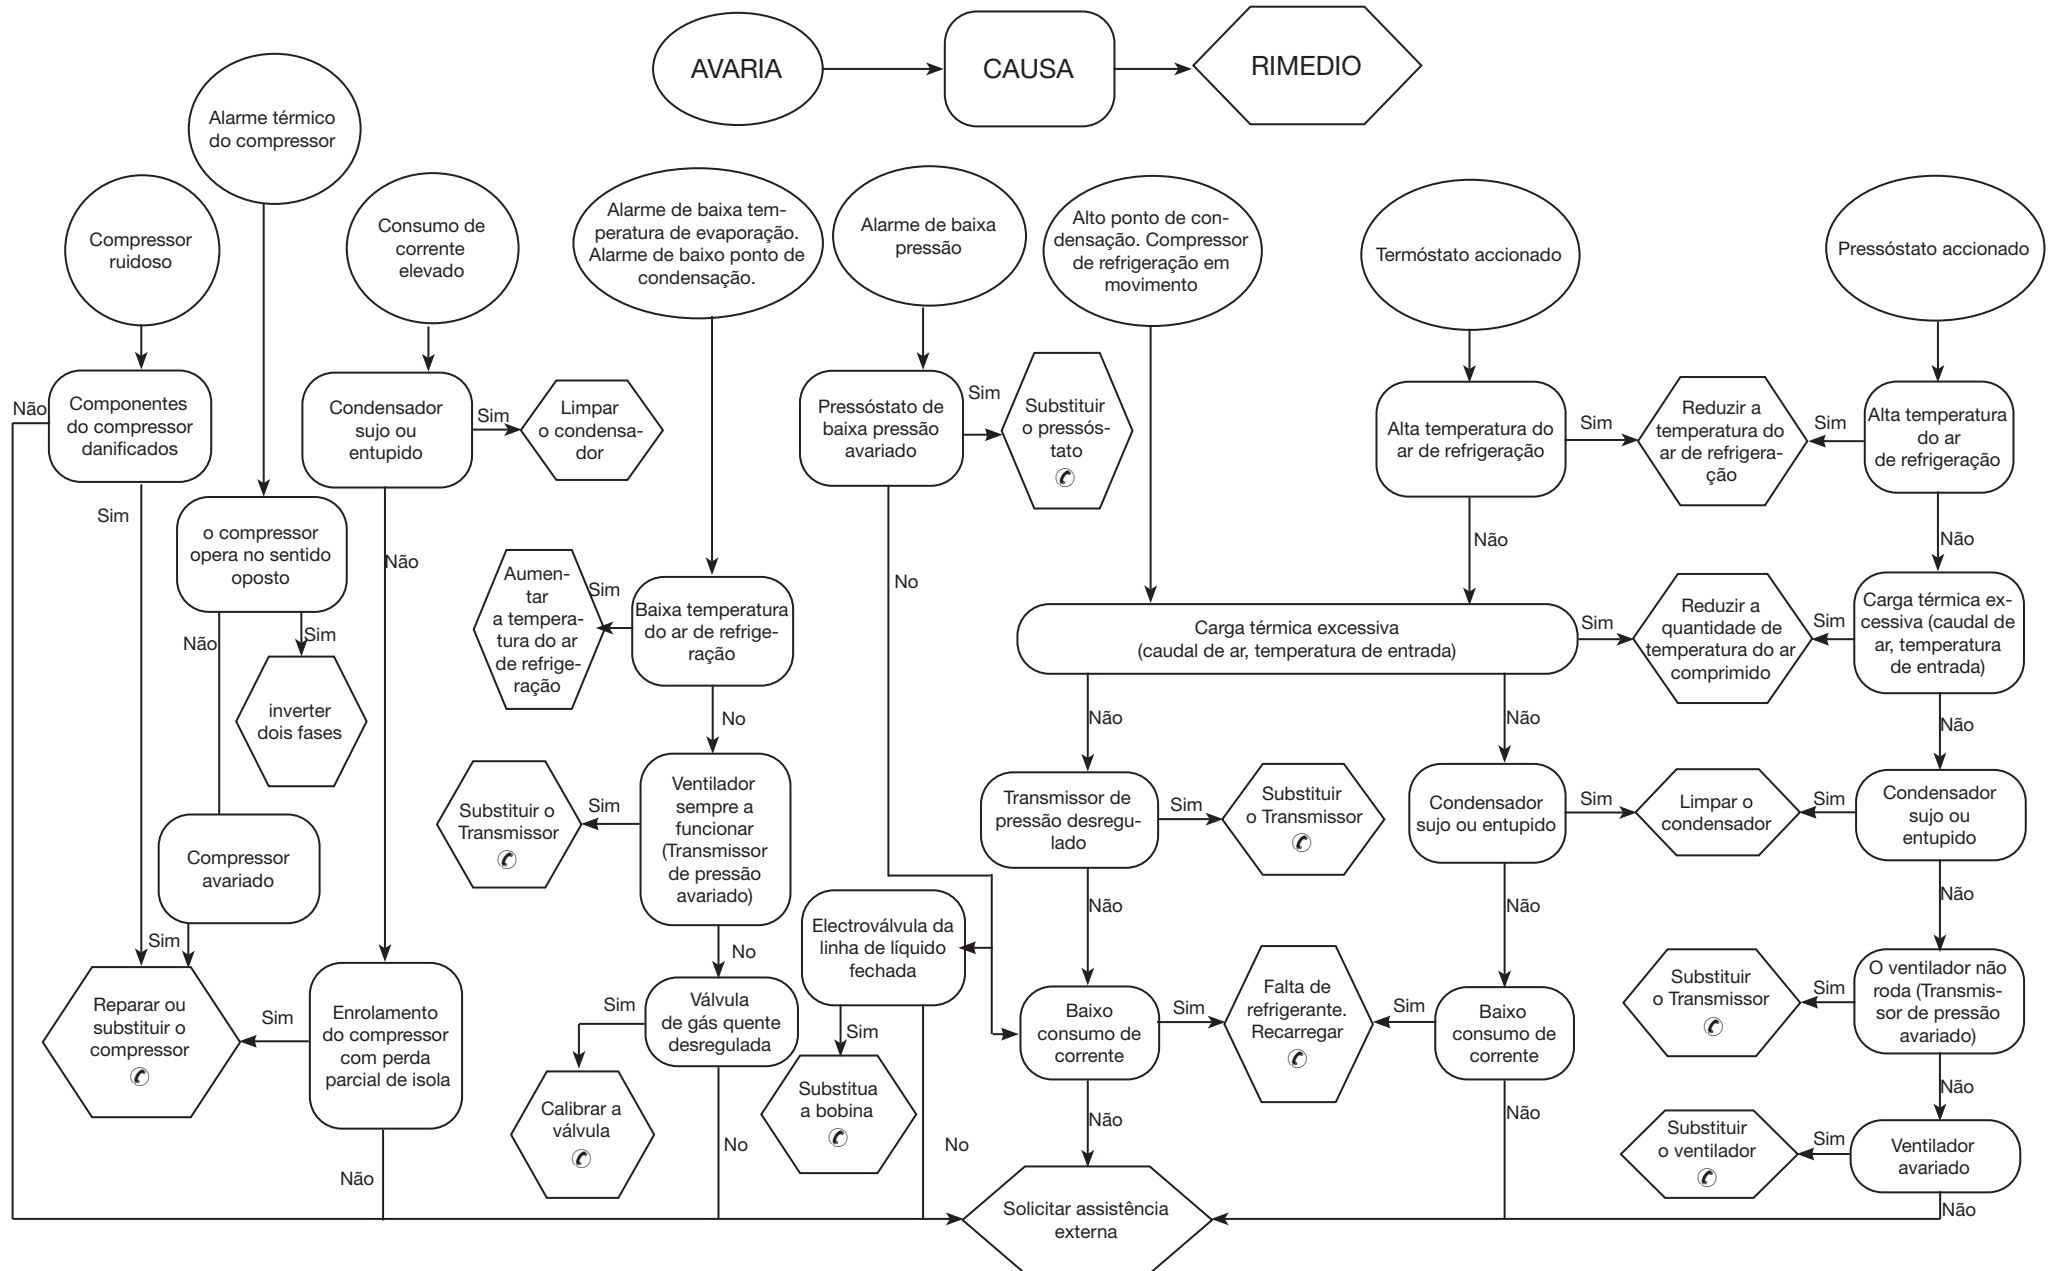 AVARIA
CAUSA
RIMEDIO
Alarme térmico
do compressor
Compressor
ruidoso
Consumo de
corrente
elevado
Alarme de baixa tem-
peratura de evaporação.
Alarme de baixo ponto de
condensação.
Alarme de baixa
pressão
Alto ponto de con-
densação. Compressor
de refrigeração em
movimento
Termóstato accionado
Pressóstato accionado
Não
Componentes
do compressor
danificados
Sim
Condensador
sujo ou
entupido
Sim
Limpar
o condensa-
dor
Não
Pressóstato de
baixa pressão
avariado
Sim
Substituir
o pressós-
tato
No
Alta temperatura do
ar de refrigeração
Sim
Reduzir a
temperatura do
ar de refrigera-
ção
Sim
Alta temperatura
do ar
de refrigeração
Não
Não
o compressor
opera no sentido
oposto
Não
Sim
inverter
dois fases
Aumen-
tar
a tempera-
tura do ar
de refrige-
ração
Sim
Baixa temperatura
do ar de refrige-
ração
No
Carga térmica excessiva
(caudal de ar, temperatura de entrada)
Sim
Reduzir a
quantidade de
temperatura do ar
comprimido
Sim
Carga térmica ex-
cessiva (caudal de
ar, temperatura
de entrada)
Não
Não
Não
Substituir o
Transmissor
Sim
Ventilador
sempre a
funcionar
(Transmissor
de pressão
avariado)
No
Transmissor de
pressão desregu-
lado
Sim
Substituir
o Transmissor
Não
Condensador
sujo ou entupido
Sim
Limpar o
condensador
Sim
Condensador
sujo ou
entupido
Não
Não
Compressor
avariado
Sim
Reparar ou
substituir o
compressor
Sim
Enrolamento
do compressor
com perda
parcial de isola
Não
Sim
Válvula
de gás quente
desregulada
No
Calibrar a
válvula
Electroválvula da
linha de líquido
fechada
Sim
Substitua
a bobina
No
Baixo
consumo de
corrente
Sim
Falta de
refrigerante.
Recarregar
Sim
Baixo
consumo de
corrente
Não
Não
Substituir
o Transmissor
Sim
O ventilador não
roda (Transmis-
sor de pressão
avariado)
Não
Substituir
o ventilador
Sim
Ventilador
avariado
Não
Solicitar assistência
externa